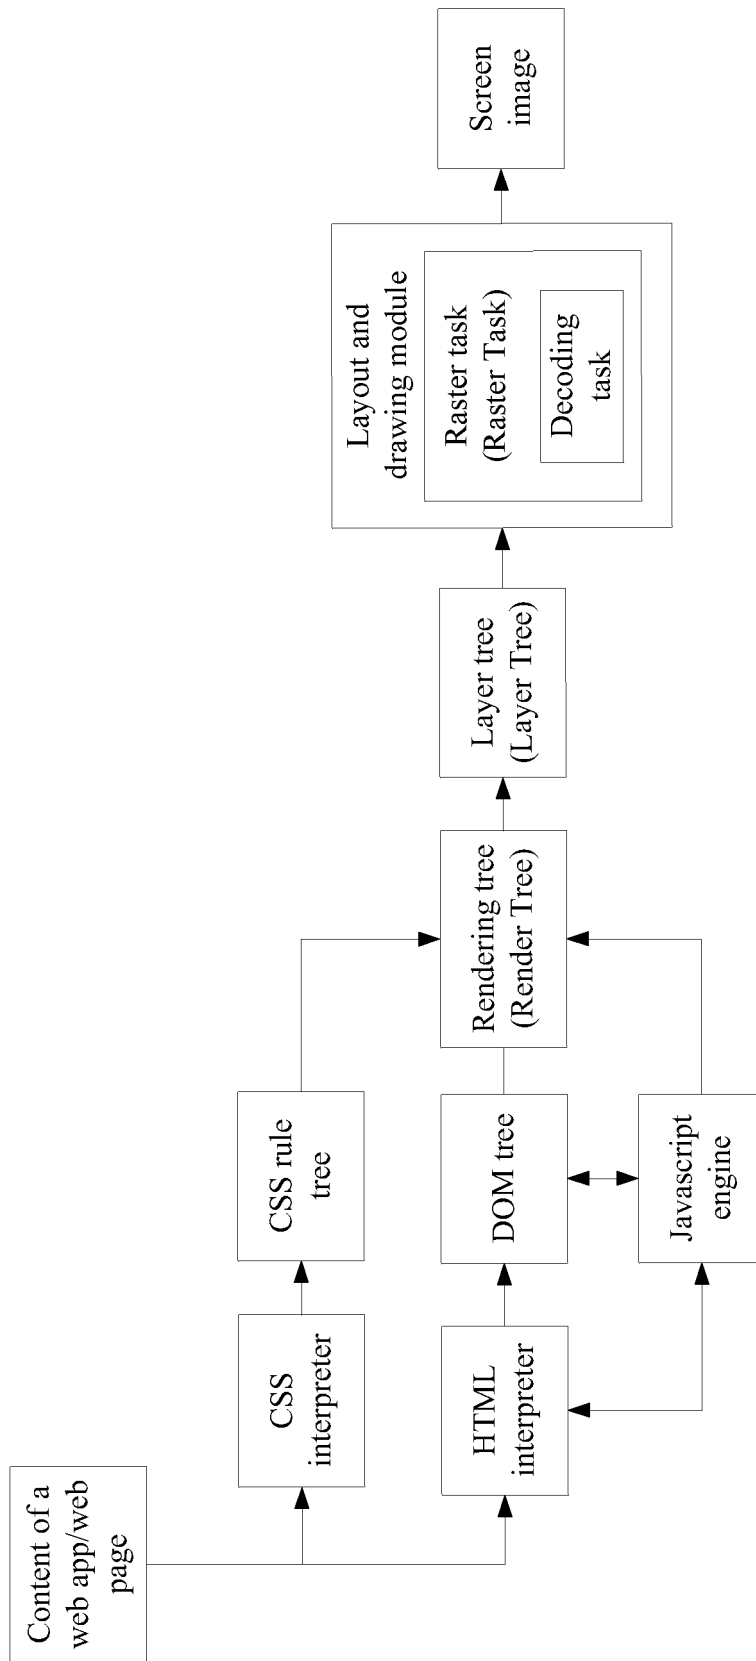 Content of a
web app/web
page
CSS
interpreter
CSS rule
tree
HTML
interpreter
DOM tree
Javascript
engine
Rendering tree
(Render Tree)
Layer tree
(Layer Tree)
Layout and
drawing module
Raster task
(Raster Task)
Decoding
task
Screen
image